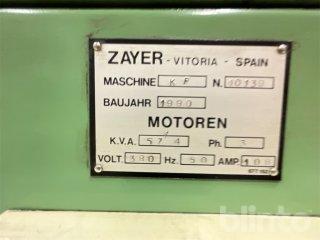 ZAYER - VITORIA - SPAIN
MASCHINE KF N. 10139
BAUJAHR 1990
MOTOREN
K.V.A. 57/4 Ph. 3
VOLT. 380 Hz. 50 AMP. 108
blinto